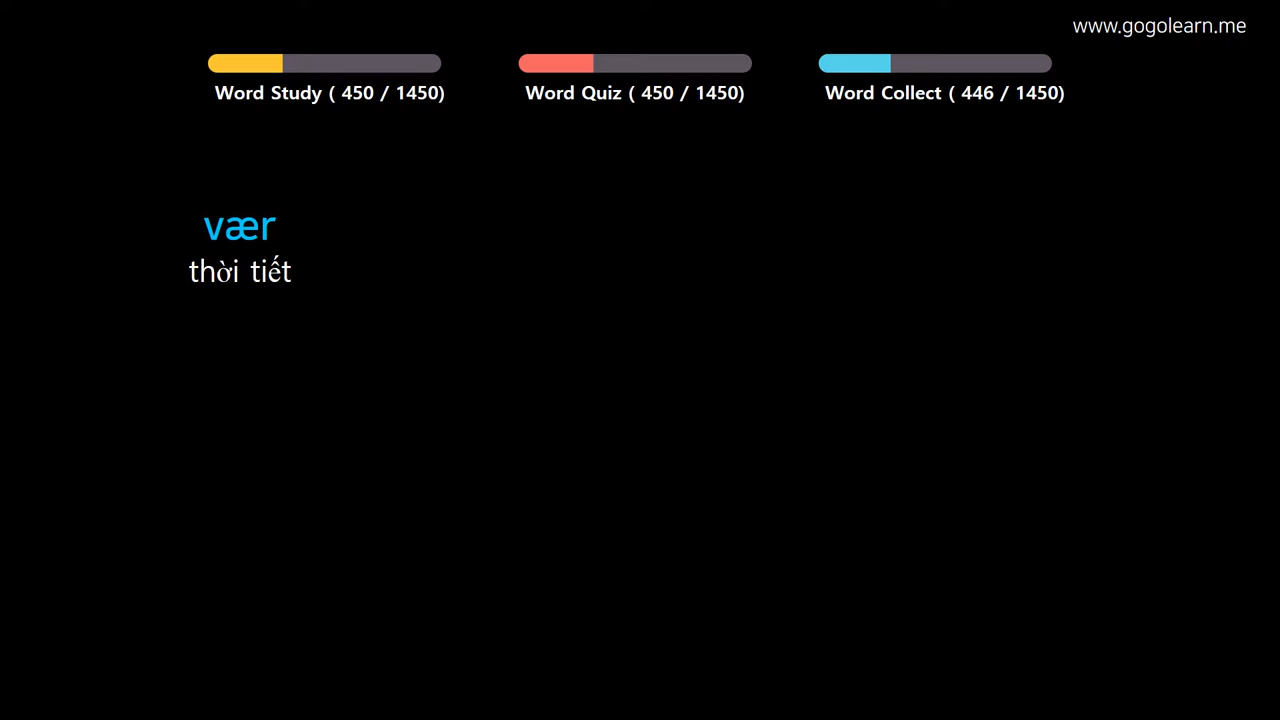 www.gogolearn.me
Word Study ( 450 / 1450)
Word Quiz ( 450 / 1450)
Word Collect ( 446 / 1450)
vær
thời tiết